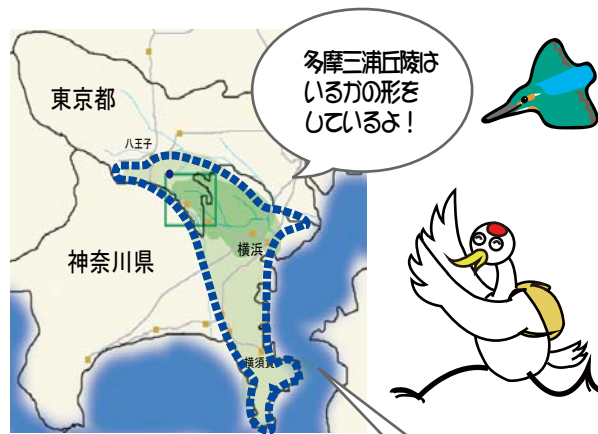 多摩三浦丘陵は
いるかの形を
しているよ！
東京都
八王子
神奈川県
横浜
横須賀